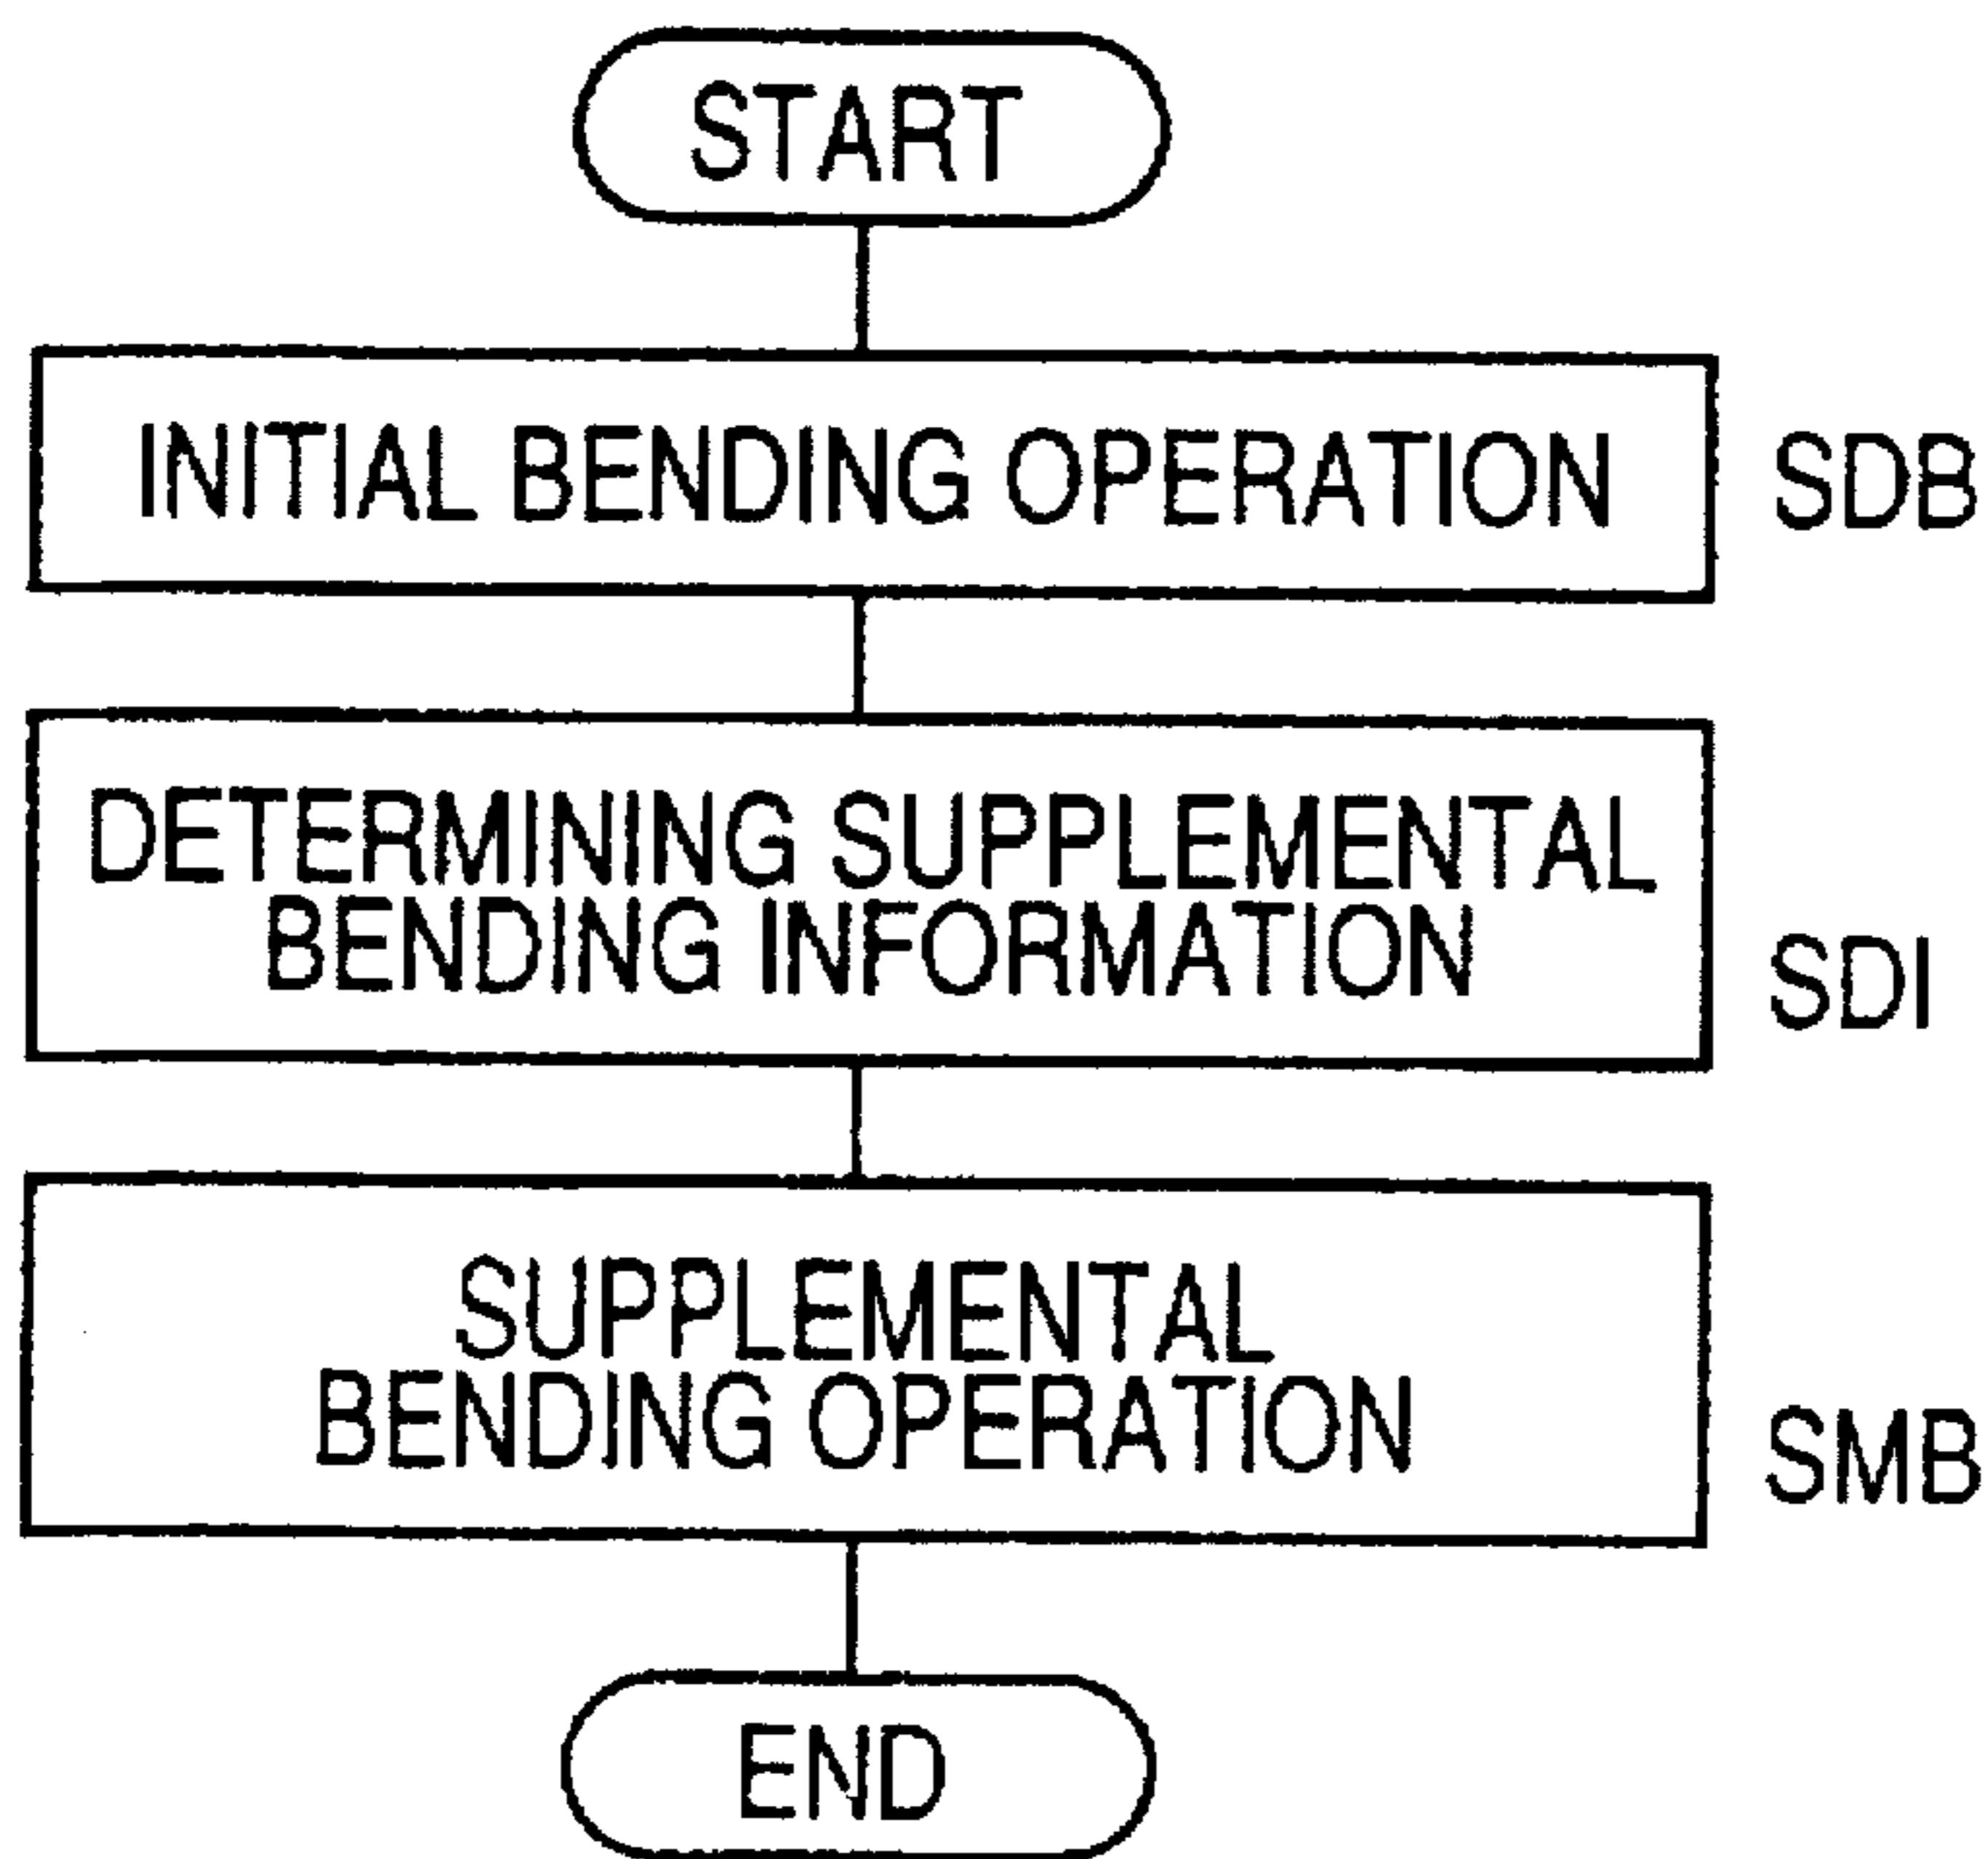 START
INITIAL BENDING OPERATION
SDB
DETERMINING SUPPLEMENTAL
BENDING INFORMATION
SDI
SUPPLEMENTAL
BENDING OPERATION
SMB
END